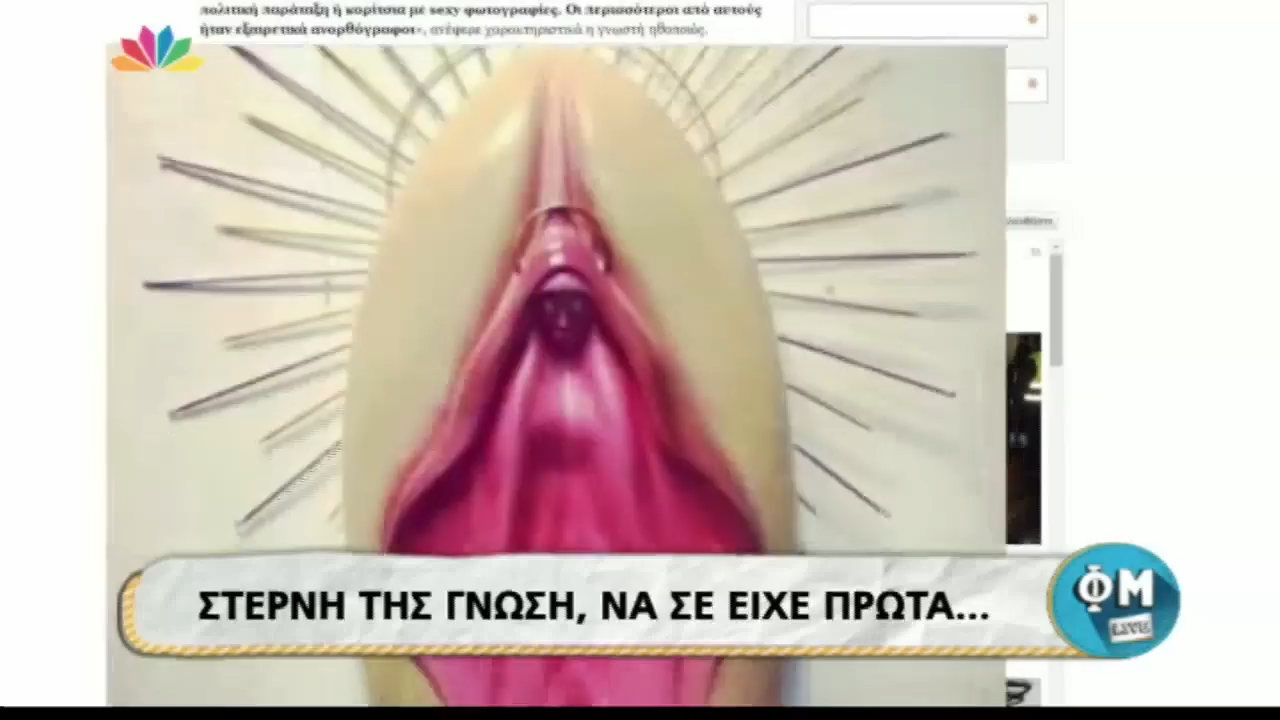 πολιτική παράταξη ή κορίτσια με sexy φωτογραφίες. Οι περισσότεροι από αυτούς
ήταν εξαιρετικά ανορθόγραφοι», ανέφερε χαρακτηριστικά η γνωστή ηθοποιός.
ΣΤΕΡΝΗ ΤΗΣ ΓΝΩΣΗ, ΝΑ ΣΕ ΕΙΧΕ ΠΡΩΤΑ...
ΦΜ
LIVE